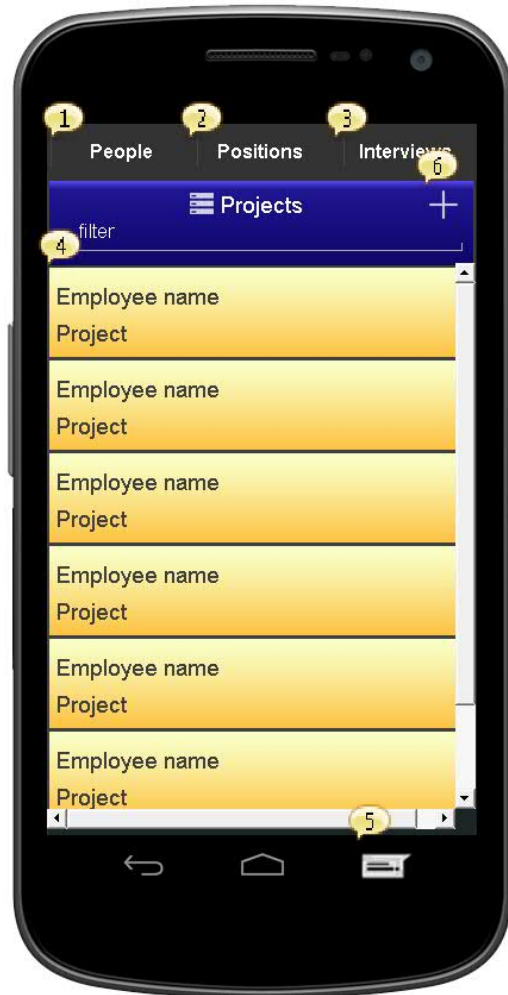 1 2 3
People Positions Interviews
6
Projects
4 filter
Employee name
Project
Employee name
Project
Employee name
Project
Employee name
Project
Employee name
Project
Employee name
Project
5